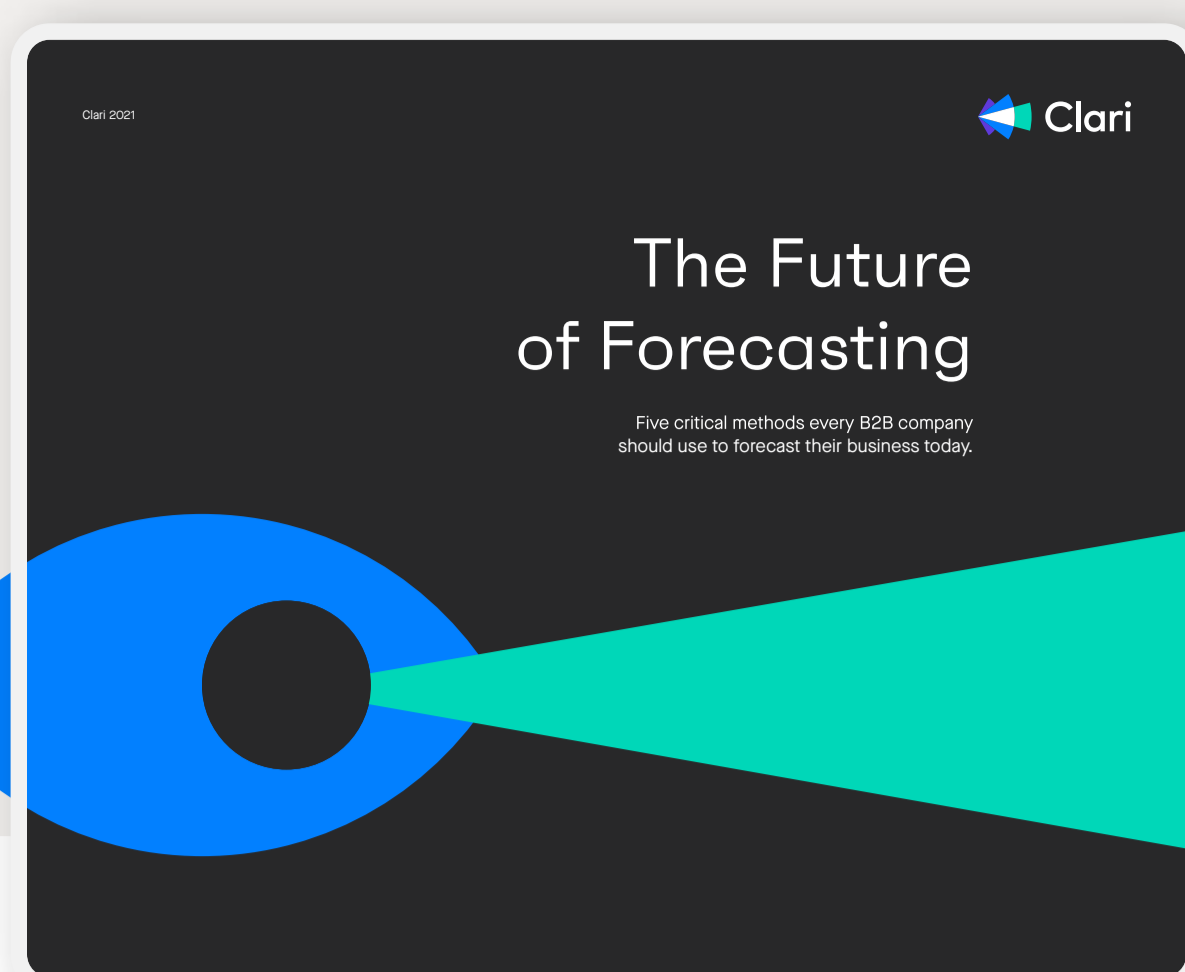 Clari 2021
Clari
The Future
of Forecasting
Five critical methods every B2B company
should use to forecast their business today.